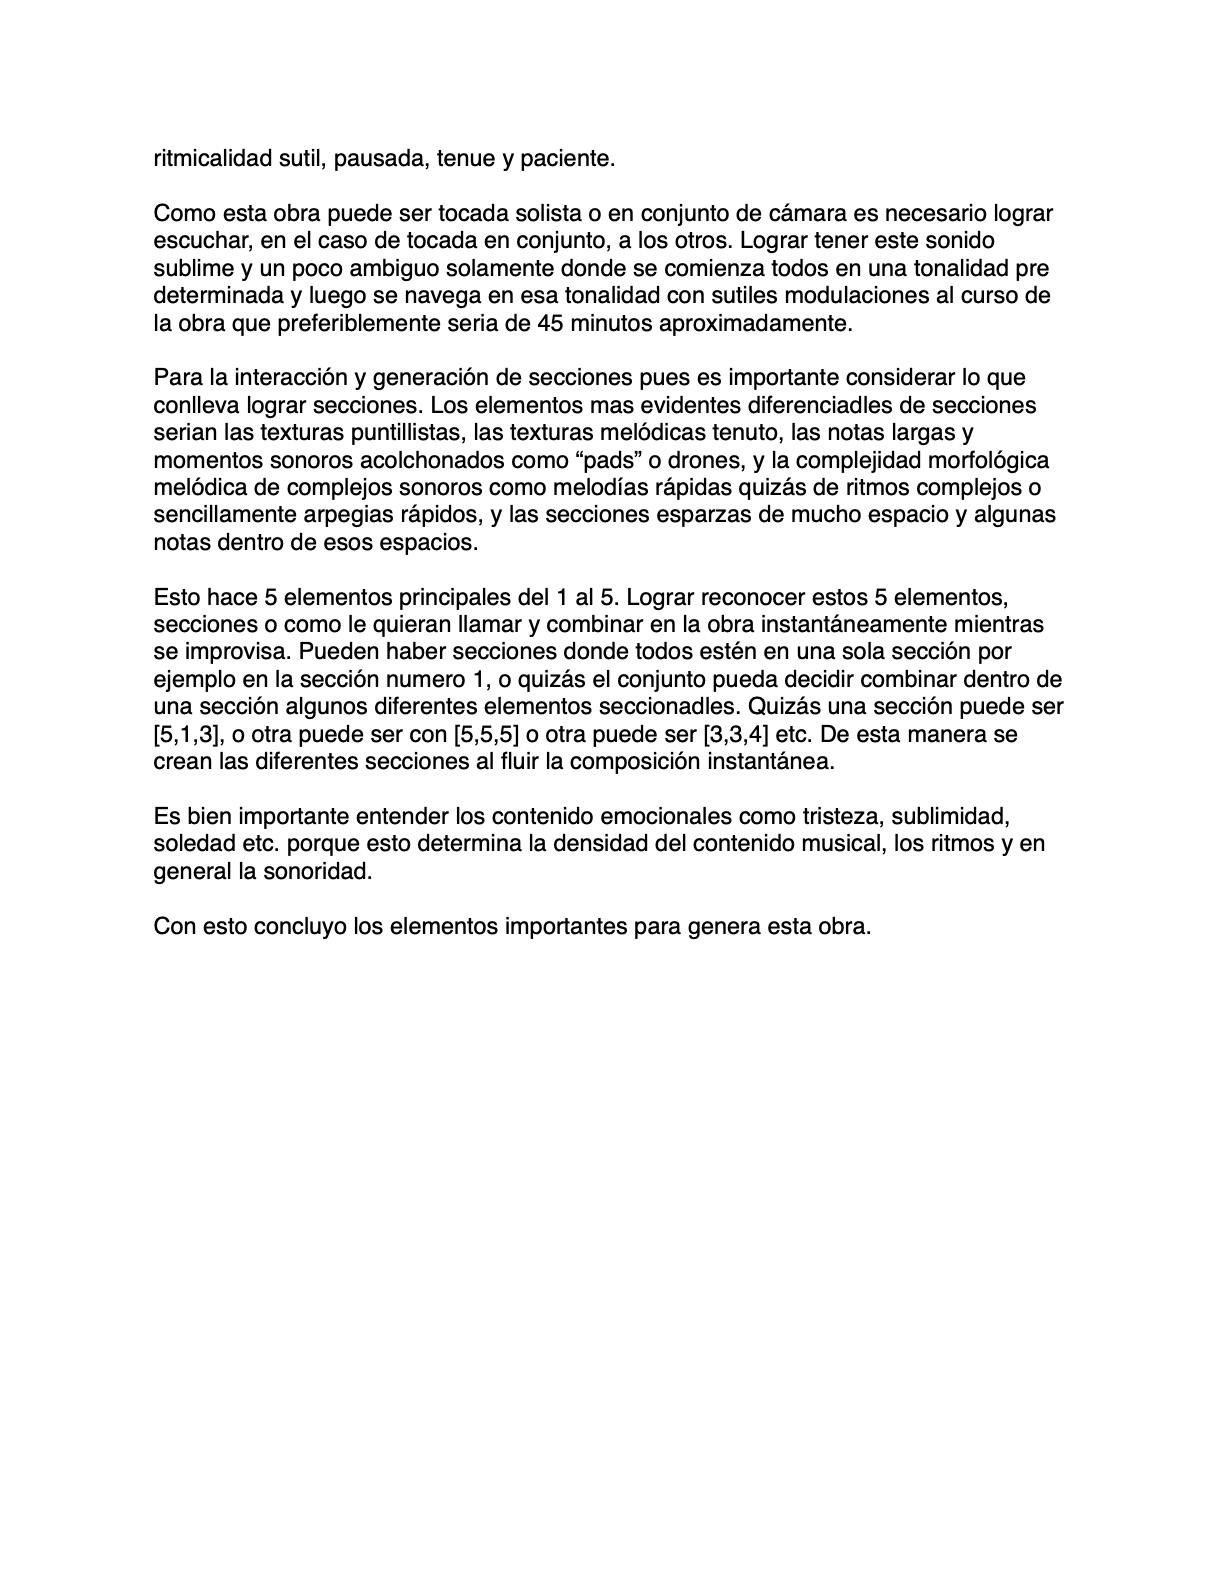 ritmicalidad sutil, pausada, tenue y paciente.
Como esta obra puede ser tocada solista o en conjunto de cámara es necesario lograr
escuchar, en el caso de tocada en conjunto, a los otros. Lograr tener este sonido
sublime y un poco ambiguo solamente donde se comienza todos en una tonalidad pre
determinada y luego se navega en esa tonalidad con sutiles modulaciones al curso de
la obra que preferiblemente seria de 45 minutos aproximadamente.
Para la interacción y generación de secciones pues es importante considerar lo que
conlleva lograr secciones. Los elementos mas evidentes diferenciadles de secciones
serian las texturas puntillistas, las texturas melódicas tenuto, las notas largas y
momentos sonoros acolchonados como “pads” o drones, y la complejidad morfológica
melódica de complejos sonoros como melodías rápidas quizás de ritmos complejos o
sencillamente arpegias rápidos, y las secciones esparzas de mucho espacio y algunas
notas dentro de esos espacios.
Esto hace 5 elementos principales del 1 al 5. Lograr reconocer estos 5 elementos,
secciones o como le quieran llamar y combinar en la obra instantáneamente mientras
se improvisa. Pueden haber secciones donde todos estén en una sola sección por
ejemplo en la sección numero 1, o quizás el conjunto pueda decidir combinar dentro de
una sección algunos diferentes elementos seccionadles. Quizás una sección puede ser
[5,1,3], o otra puede ser con [5,5,5] o otra puede ser [3,3,4] etc. De esta manera se
crean las diferentes secciones al fluir la composición instantánea.
Es bien importante entender los contenido emocionales como tristeza, sublimidad,
soledad etc. porque esto determina la densidad del contenido musical, los ritmos y en
general la sonoridad.
Con esto concluyo los elementos importantes para genera esta obra.